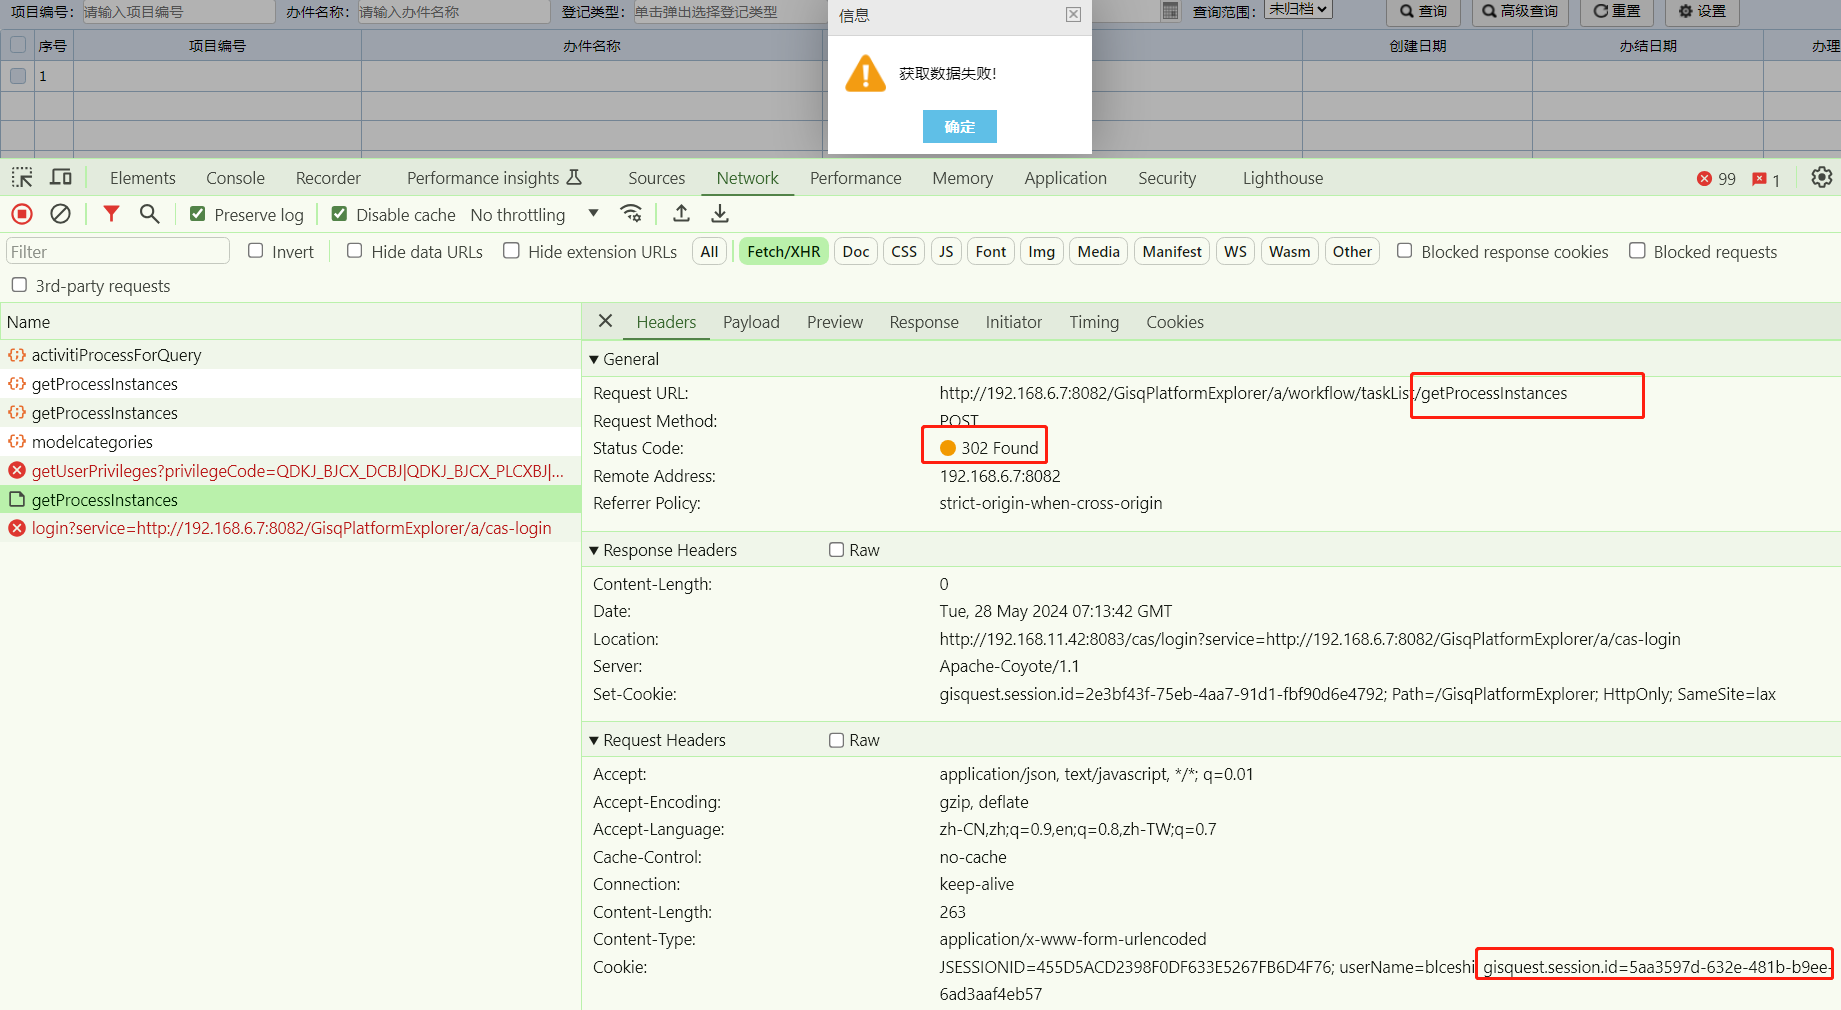 项目编号: 请输入项目编号 办件名称: 请输入办件名称 登记类型: 单击弹出选择登记类型 查询范围: 未归档 查询 高级查询 重置 设置
信息
序号 项目编号 办件名称 创建日期 办结日期 办理
1
获取数据失败!
确定
Elements Console Recorder Performance insights Sources Network Performance Memory Application Security Lighthouse 99 1
Preserve log Disable cache No throttling
Filter Invert Hide data URLs Hide extension URLs All Fetch/XHR Doc CSS JS Font Img Media Manifest WS Wasm Other Blocked response cookies Blocked requests
3rd-party requests
Name
activitiProcessForQuery
getProcessInstances
getProcessInstances
modelcategories
getUserPrivileges?privilegeCode=QDKJ_BJCX_DCBJ|QDKJ_BJCX_PLCXBJ|...
getProcessInstances
login?service=http://192.168.6.7:8082/GisqPlatformExplorer/a/cas-login
Headers Payload Preview Response Initiator Timing Cookies
General
Request URL: http://192.168.6.7:8082/GisqPlatformExplorer/a/workflow/taskList/getProcessInstances
Request Method: POST
Status Code: 302 Found
Remote Address: 192.168.6.7:8082
Referrer Policy: strict-origin-when-cross-origin
Response Headers Raw
Content-Length: 0
Date: Tue, 28 May 2024 07:13:42 GMT
Location: http://192.168.11.42:8083/cas/login?service=http://192.168.6.7:8082/GisqPlatformExplorer/a/cas-login
Server: Apache-Coyote/1.1
Set-Cookie: gisquest.session.id=2e3bf43f-75eb-4aa7-91d1-fbf90d6e4792; Path=/GisqPlatformExplorer; HttpOnly; SameSite=lax
Request Headers Raw
Accept: application/json, text/javascript, */*; q=0.01
Accept-Encoding: gzip, deflate
Accept-Language: zh-CN,zh;q=0.9,en;q=0.8,zh-TW;q=0.7
Cache-Control: no-cache
Connection: keep-alive
Content-Length: 263
Content-Type: application/x-www-form-urlencoded
Cookie: JSESSIONID=455D5ACD2398F0DF633E5267FB6D4F76; userName=blceshi; gisquest.session.id=5aa3597d-632e-481b-b9ee-
6ad3aaf4eb57